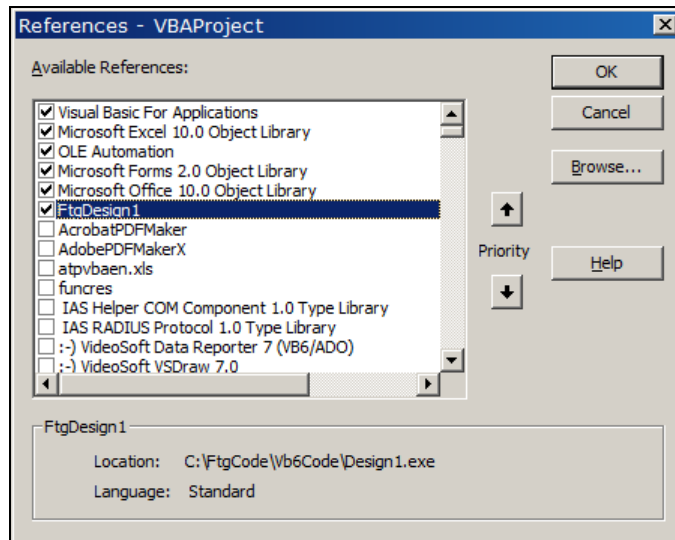 References - VBAProject
Available References:
OK
Visual Basic For Applications
Cancel
Microsoft Excel 10.0 Object Library
OLE Automation
Microsoft Forms 2.0 Object Library
Browse...
Microsoft Office 10.0 Object Library
FtgDesign1
AcrobatPDFMaker
AdobePDFMakerX
Priority
atpvbaen.xls
Help
funcres
IAS Helper COM Component 1.0 Type Library
IAS RADIUS Protocol 1.0 Type Library
:-) VideoSoft Data Reporter 7 (VB6/ADO)
:-) VideoSoft VSDraw 7.0
FtgDesign1
Location: C:\FtgCode\Vb6Code\Design1.exe
Language: Standard